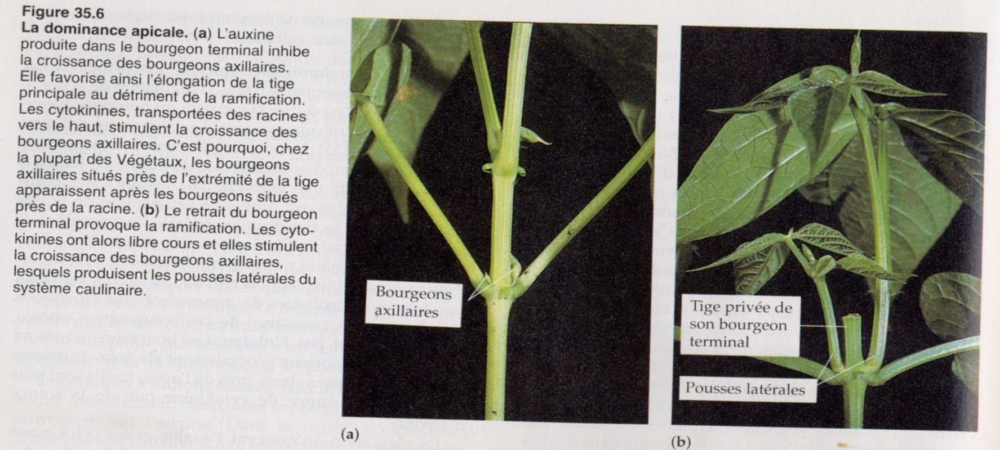 Figure 35.6
La dominance apicale. (a) L'auxine
produite dans le bourgeon terminal inhibe
la croissance des bourgeons axillaires.
Elle favorise ainsi l'élongation de la tige
principale au détriment de la ramification.
Les cytokinines, transportées des racines
vers le haut, stimulent la croissance des
bourgeons axillaires. C'est pourquoi, chez
la plupart des Végétaux, les bourgeons
axillaires situés près de l'extrémité de la tige
apparaissent après les bourgeons situés
près de la racine. (b) Le retrait du bourgeon
terminal provoque la ramification. Les cyto-
kinines ont alors libre cours et elles stimulent
la croissance des bourgeons axillaires,
lesquels produisent les pousses latérales du
système caulinaire.
Bourgeons
axillaires
(a)
Tige privée de
son bourgeon
terminal
Pousses latérales
(b)